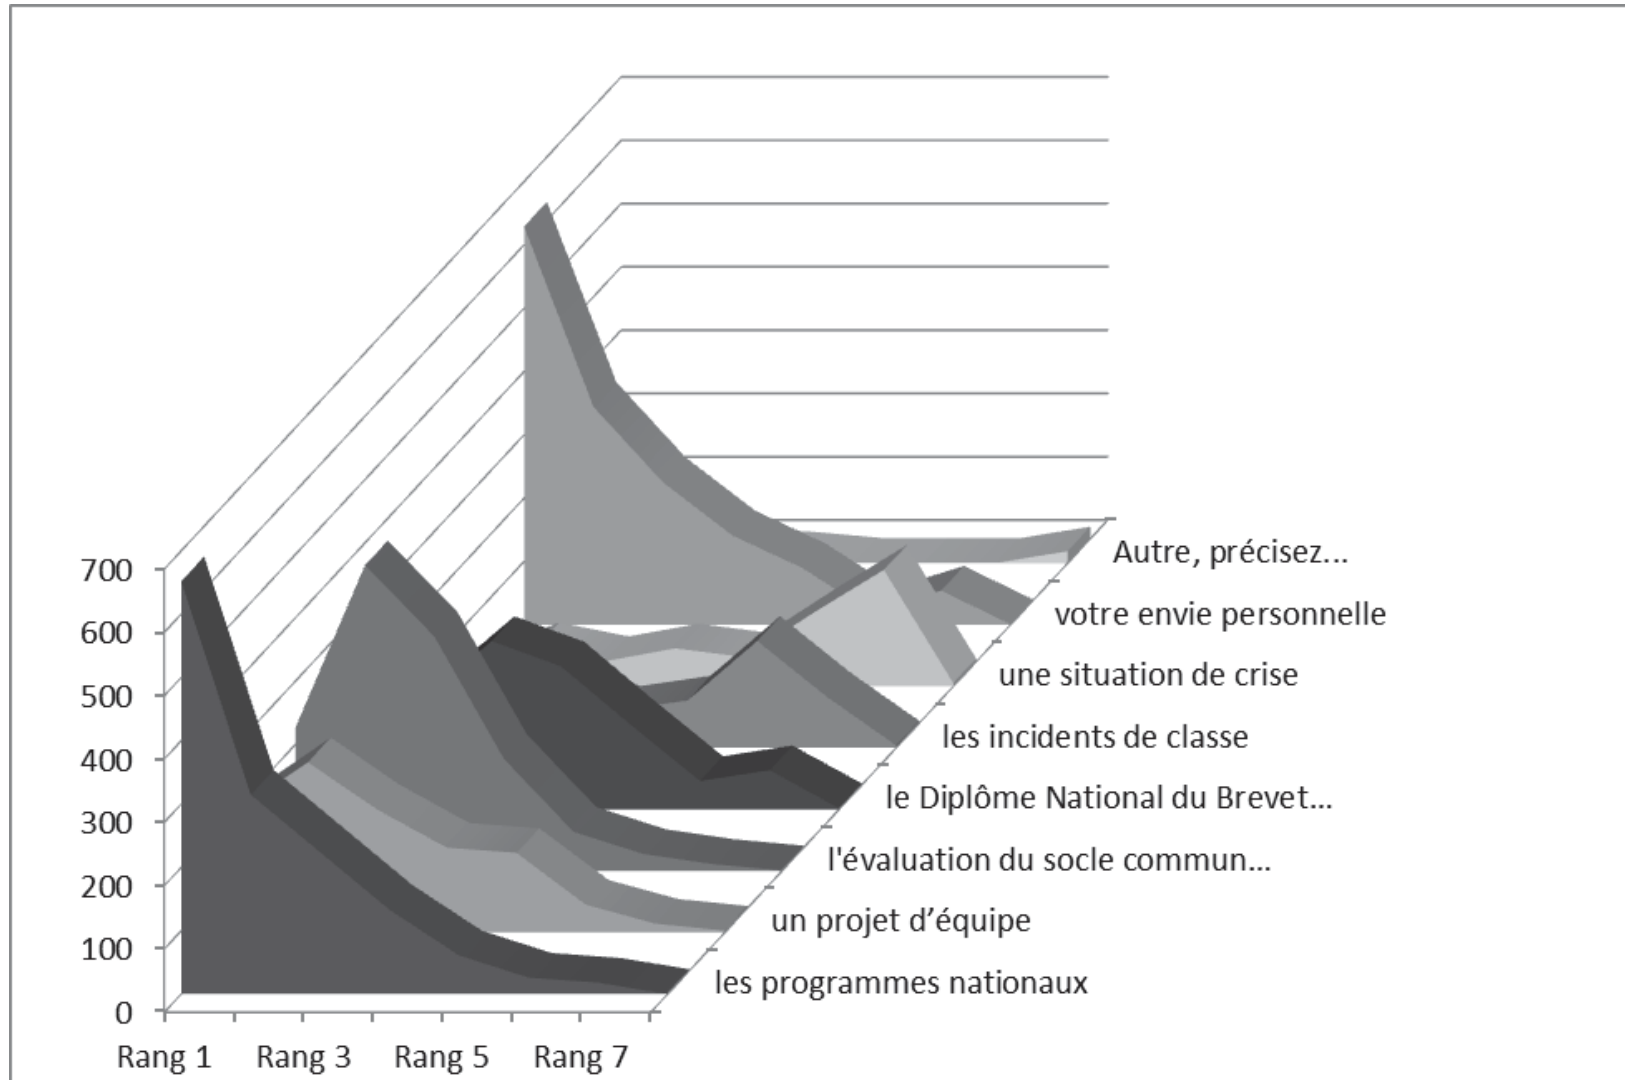 700
600
500
400
300
200
100
0
Rang 1 Rang 3 Rang 5 Rang 7
Autre, précisez...
votre envie personnelle
une situation de crise
les incidents de classe
le Diplôme National du Brevet...
l'évaluation du socle commun...
un projet d’équipe
les programmes nationaux